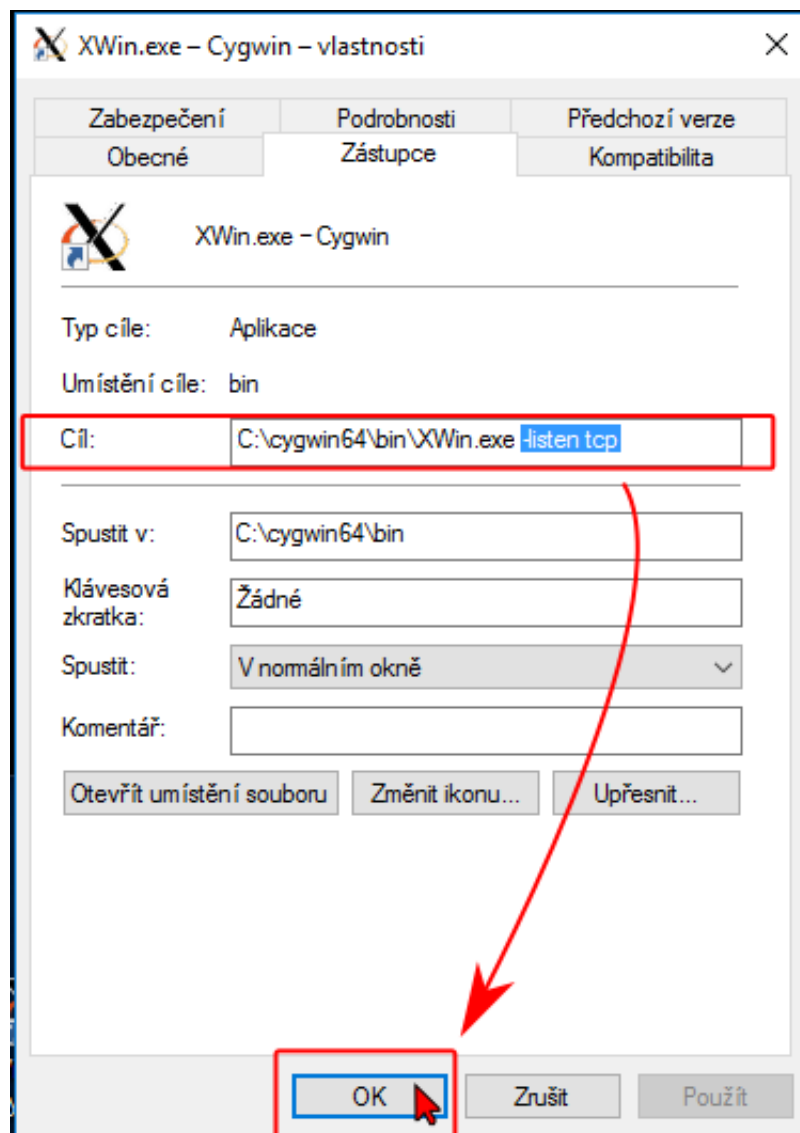 XWin.exe – Cygwin – vlastnosti
Zabezpečení Podrobnosti Předchozí verze
Obecné Zástupce Kompatibilita
XWin.exe – Cygwin
Typ cíle: Aplikace
Umístění cíle: bin
Cíl: C:\cygwin64\bin\XWin.exe -listen tcp
Spustit v: C:\cygwin64\bin
Klávesová
zkratka: Žádné
Spustit: V normálním okně
Komentář:
Otevřít umístění souboru Změnit ikonu... Upřesnit...
OK Zrušit Použít